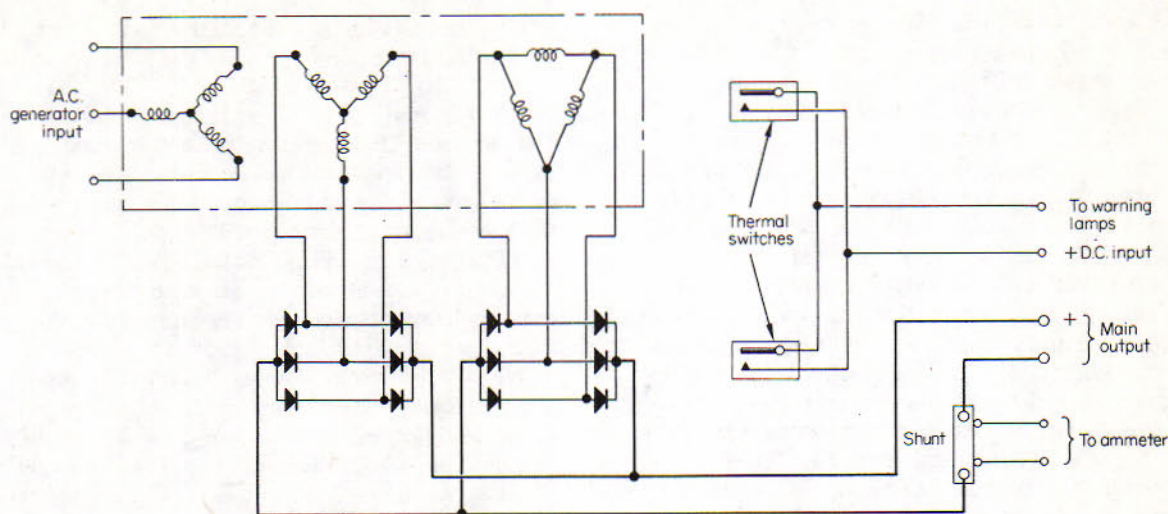 A.C.
generator
input
Thermal
switches
To warning
lamps
+ D.C. input
+
Main
output
Shunt
To ammeter